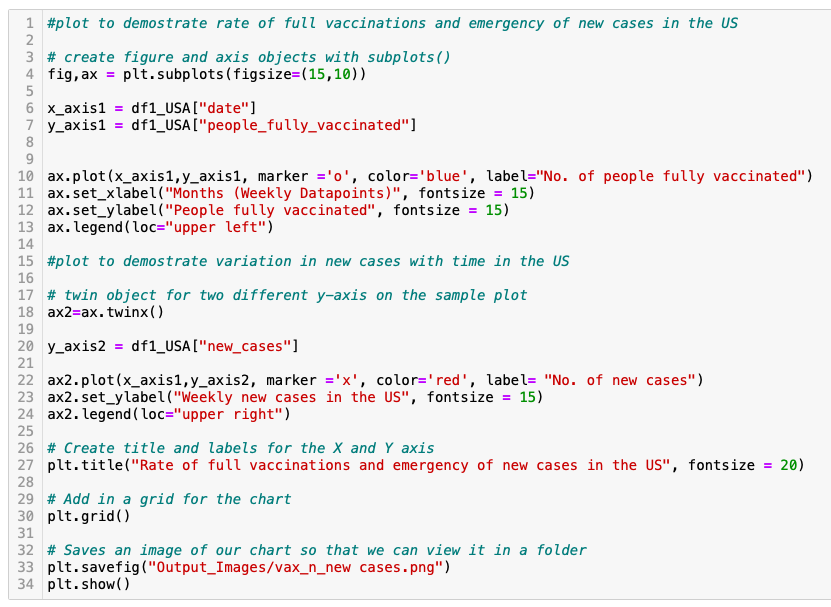 1 #plot to demostrate rate of full vaccinations and emergency of new cases in the US
2
3 # create figure and axis objects with subplots()
4 fig,ax = plt.subplots(figsize=(15,10))
5
6 x_axis1 = df1_USA["date"]
7 y_axis1 = df1_USA["people_fully_vaccinated"]
8
9
10 ax.plot(x_axis1,y_axis1, marker ='o', color='blue', label="No. of people fully vaccinated")
11 ax.set_xlabel("Months (Weekly Datapoints)", fontsize = 15)
12 ax.set_ylabel("People fully vaccinated", fontsize = 15)
13 ax.legend(loc="upper left")
14
15 #plot to demostrate variation in new cases with time in the US
16
17 # twin object for two different y-axis on the sample plot
18 ax2=ax.twinx()
19
20 y_axis2 = df1_USA["new_cases"]
21
22 ax2.plot(x_axis1,y_axis2, marker ='x', color='red', label= "No. of new cases")
23 ax2.set_ylabel("Weekly new cases in the US", fontsize = 15)
24 ax2.legend(loc="upper right")
25
26 # Create title and labels for the X and Y axis
27 plt.title("Rate of full vaccinations and emergency of new cases in the US", fontsize = 20)
28
29 # Add in a grid for the chart
30 plt.grid()
31
32 # Saves an image of our chart so that we can view it in a folder
33 plt.savefig("Output_Images/vax_n_new cases.png")
34 plt.show()